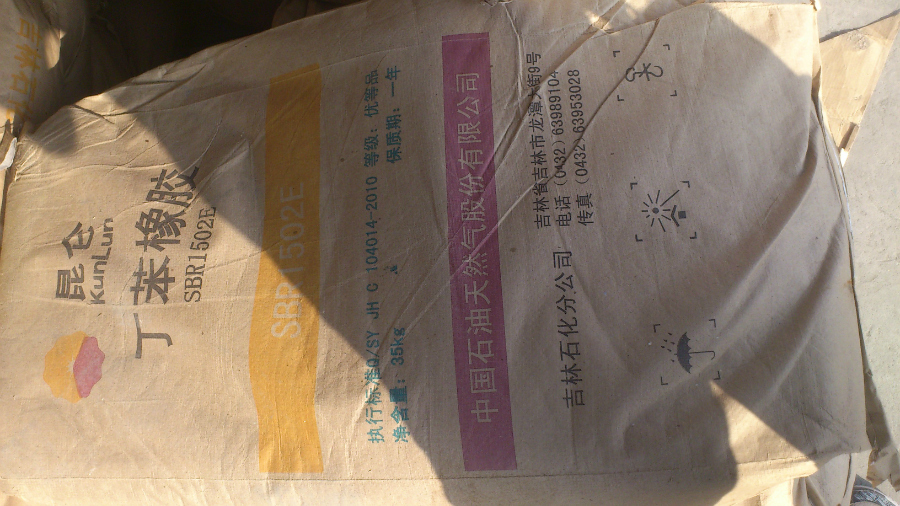 昆仑
KunLun
丁苯橡胶
SBR1502E
SBR1502E
执行标准Q/SY JH C 104014-2010 等级：优等品
净含量：35kg 保质期：一年
中国石油天然气股份有限公司
吉林石化分公司
吉林省吉林市龙潭大街9号
电话（0432）63989104
传真（0432）63953028